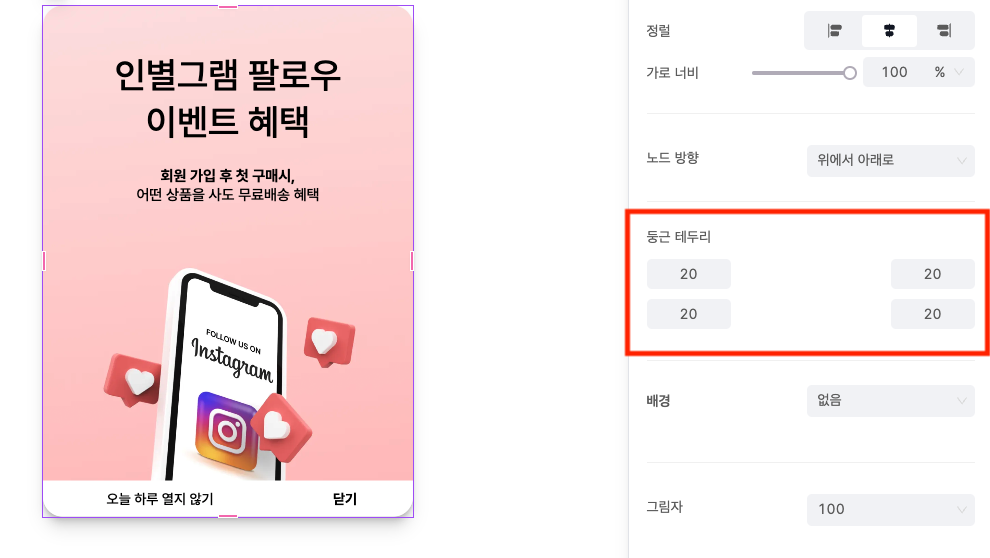 인별그램 팔로우
이벤트 혜택
회원 가입 후 첫 구매시,
어떤 상품을 사도 무료배송 혜택
FOLLOW US ON
Instagram
오늘 하루 열지 않기
닫기
정렬
가로 너비
100 %
노드 방향
위에서 아래로
둥근 테두리
20 20
20 20
배경
없음
그림자
100